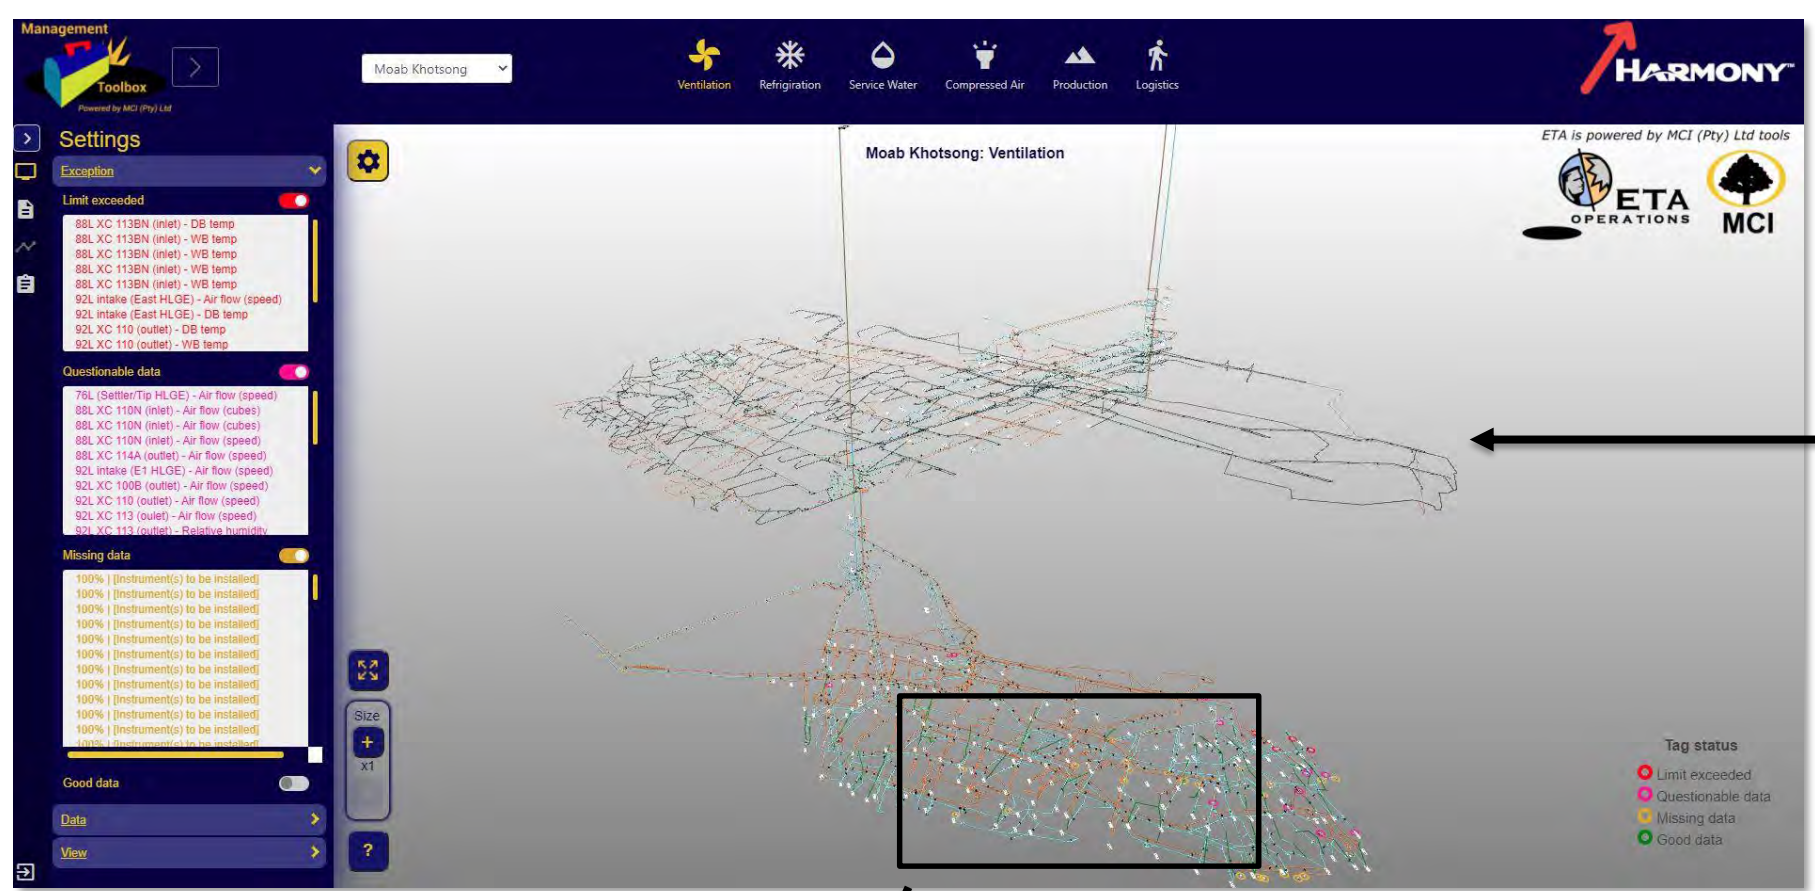 Management
Toolbox
Powered by MCI (Pty) Ltd
Moab Khotsong
Ventilation
Refrigiration
Service Water
Compressed Air
Production
Logistics
HARMONY™
Settings
Exception
Limit exceeded
88L XC 113BN (inlet) - DB temp
88L XC 113BN (inlet) - WB temp
88L XC 113BN (inlet) - WB temp
88L XC 113BN (inlet) - WB temp
88L XC 113BN (inlet) - WB temp
92L intake (East HLGE) - Air flow (speed)
92L intake (East HLGE) - DB temp
92L XC 110 (outlet) - DB temp
92L XC 110 (outlet) - WB temp
Questionable data
76L (Settler/Tip HLGE) - Air flow (speed)
88L XC 110N (inlet) - Air flow (cubes)
88L XC 110N (inlet) - Air flow (cubes)
88L XC 110N (inlet) - Air flow (speed)
88L XC 114A (outlet) - Air flow (speed)
92L intake (E1 HLGE) - Air flow (speed)
92L XC 100B (outlet) - Air flow (speed)
92L XC 110 (outlet) - Air flow (speed)
92L XC 113 (oulet) - Air flow (speed)
92L XC 113 (outlet) - Relative humidity
Missing data
100% | [Instrument(s) to be installed]
100% | [Instrument(s) to be installed]
100% | [Instrument(s) to be installed]
100% | [Instrument(s) to be installed]
100% | [Instrument(s) to be installed]
100% | [Instrument(s) to be installed]
100% | [Instrument(s) to be installed]
100% | [Instrument(s) to be installed]
100% | [Instrument(s) to be installed]
100% | [Instrument(s) to be installed]
100% | [Instrument(s) to be installed]
100% | [Instrument(s) to be installed]
Good data
Data
View
Moab Khotsong: Ventilation
ETA is powered by MCI (Pty) Ltd tools
ETA
OPERATIONS
MCI
Size
+
x1
?
Tag status
Limit exceeded
Questionable data
Missing data
Good data